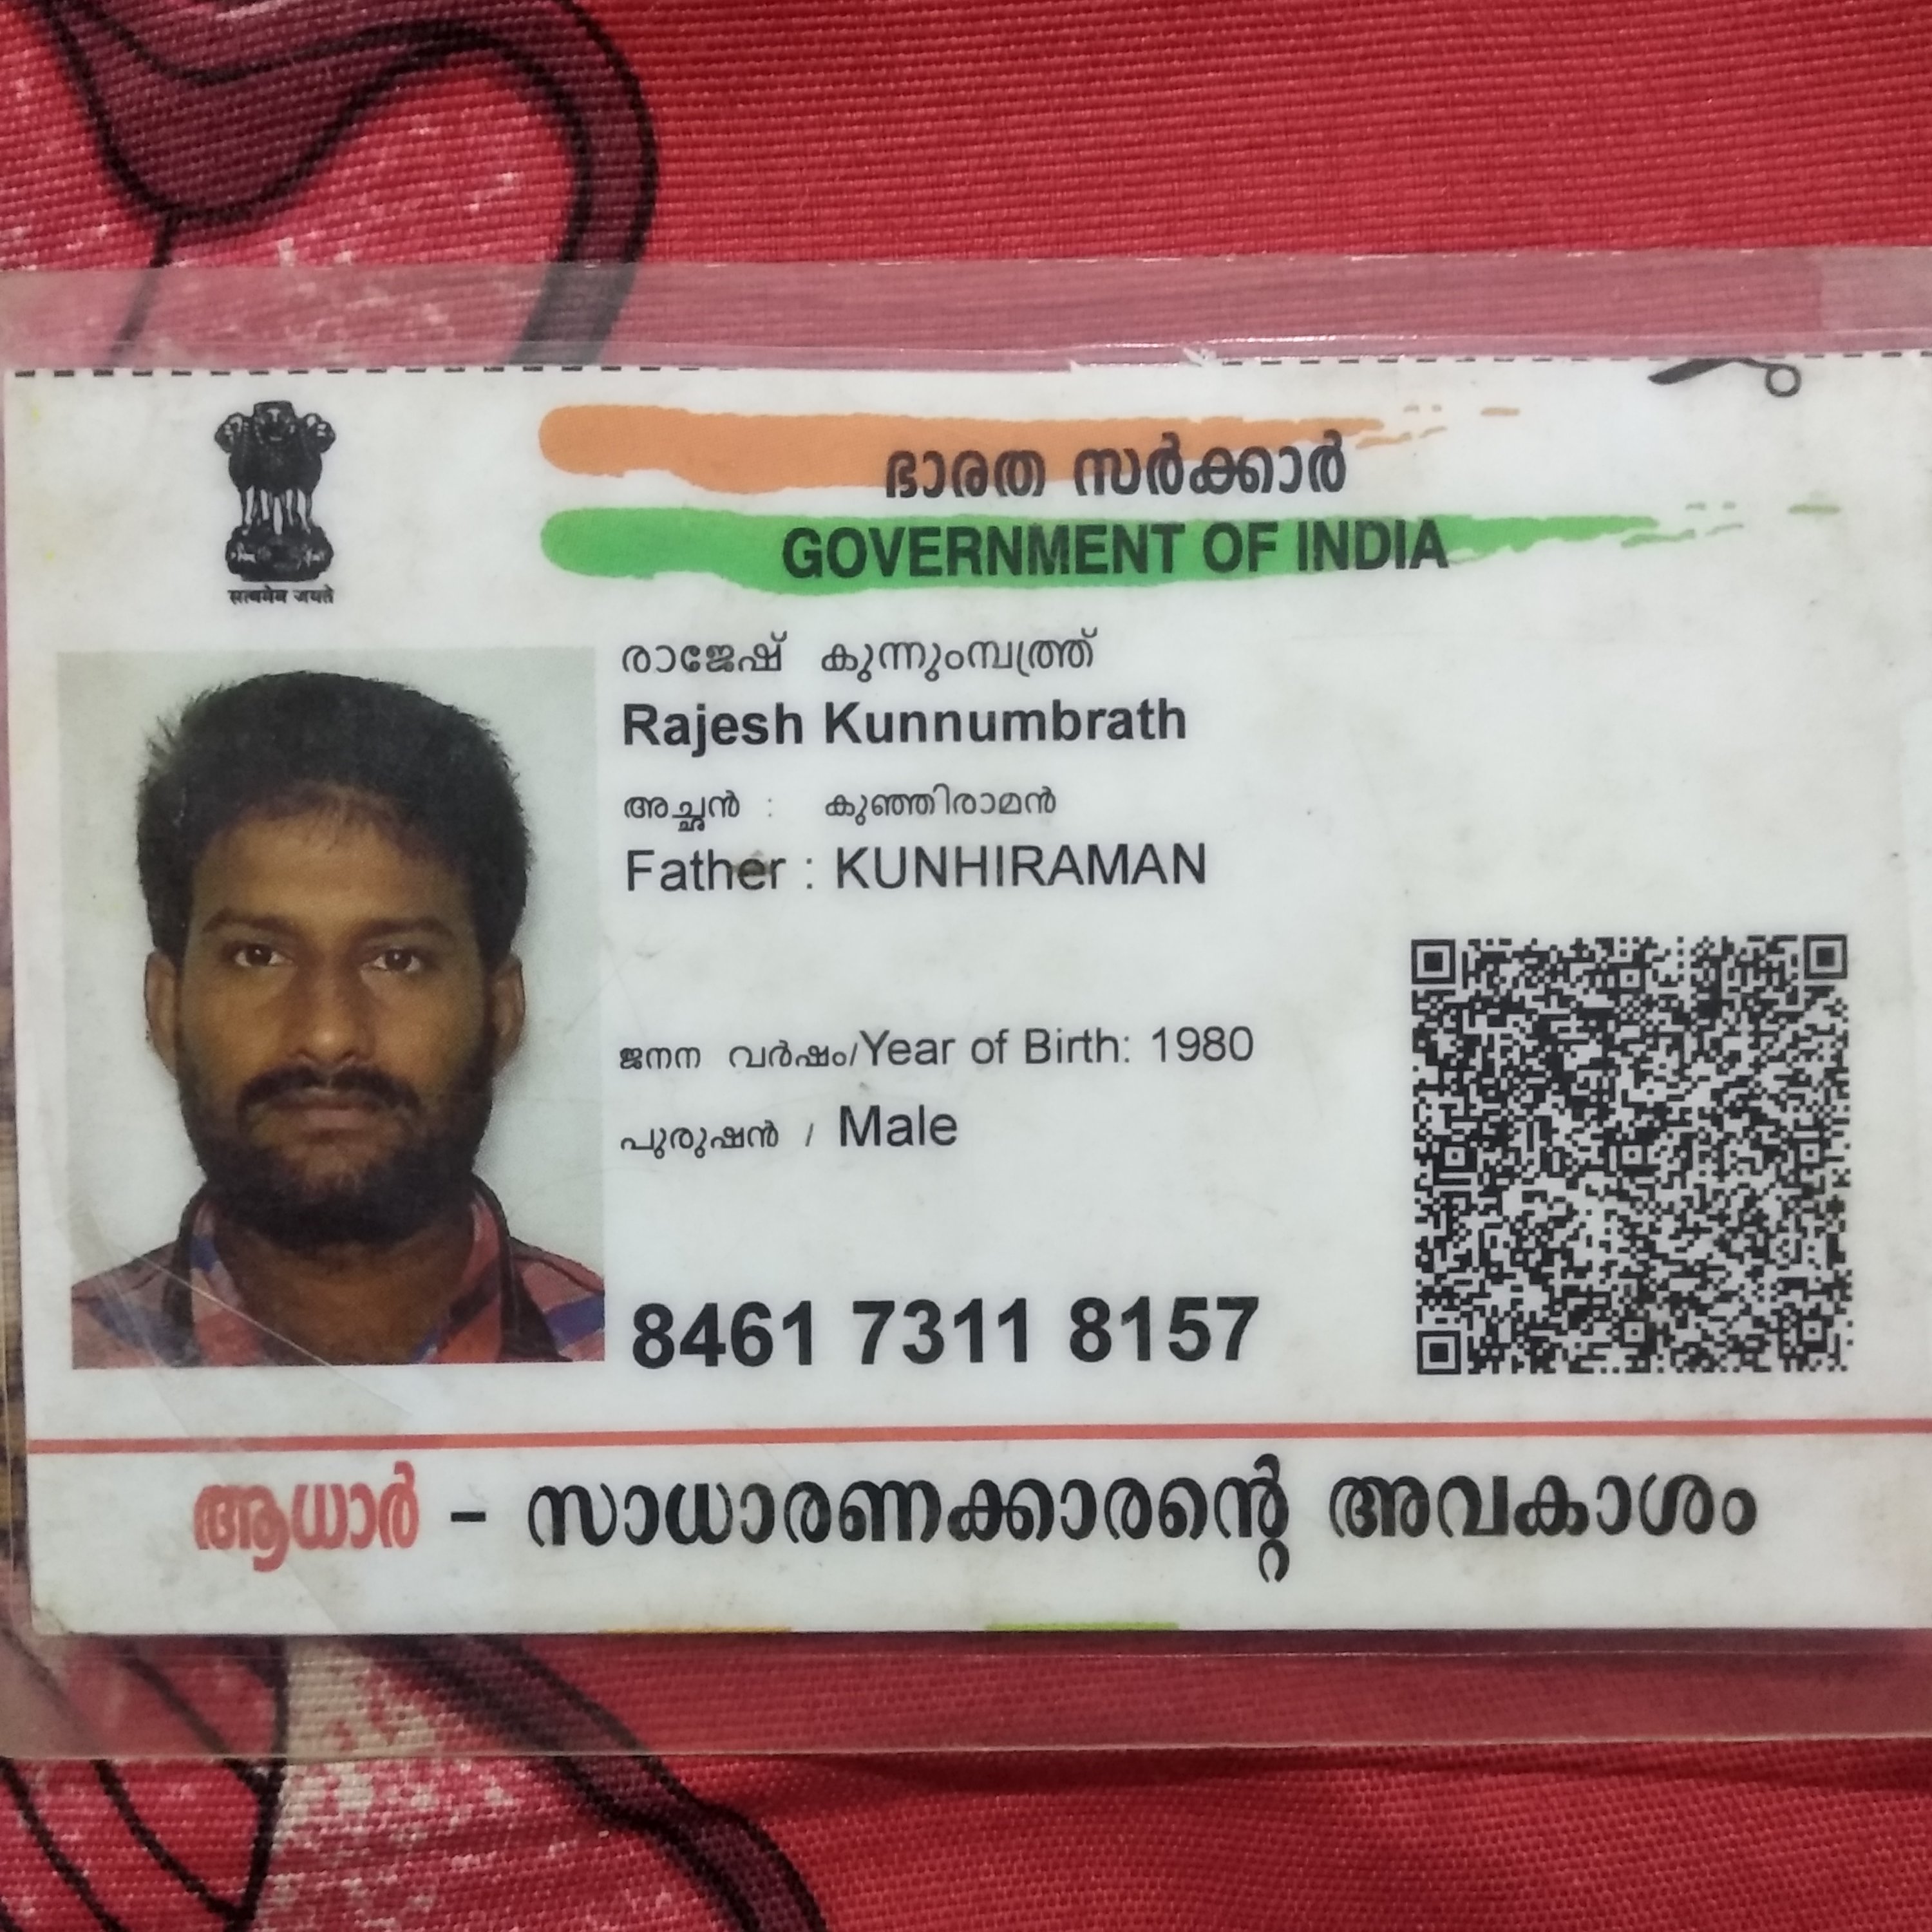 सत्यमेव जयते
ഭാരത സർക്കാർ
GOVERNMENT OF INDIA
രാജേഷ് കുന്നുംമ്പ്രത്ത്
Rajesh Kunnumbrath
അച്ഛൻ : കുഞ്ഞിരാമൻ
Father : KUNHIRAMAN
ജനന വർഷം/Year of Birth: 1980
പുരുഷൻ / Male
8461 7311 8157
ആധാർ – സാധാരണക്കാരന്റെ അവകാശം